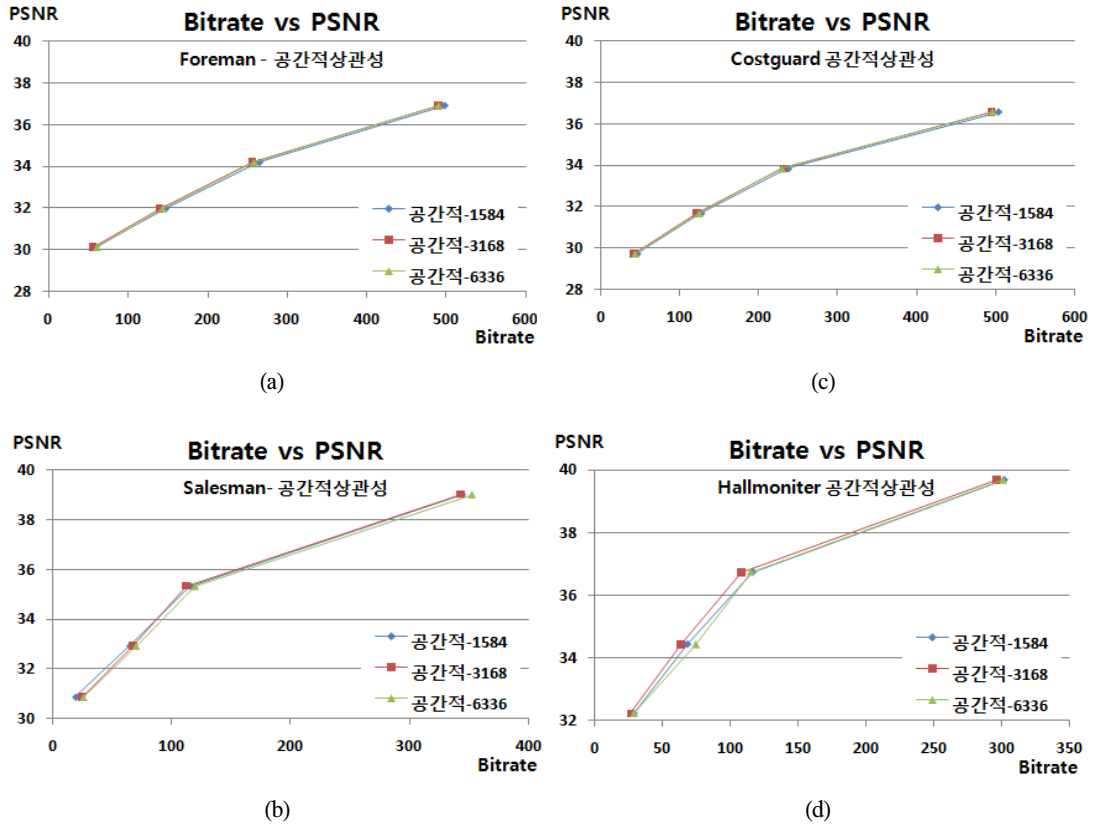 PSNR
Bitrate vs PSNR
Foreman - 공간적상관성
40
38
36
34
32
30
28
0 100 200 300 400 500 600
Bitrate
공간적-1584
공간적-3168
공간적-6336
(a)
PSNR
Bitrate vs PSNR
Costguard 공간적상관성
40
38
36
34
32
30
28
0 100 200 300 400 500 600
Bitrate
공간적-1584
공간적-3168
공간적-6336
(c)
PSNR
Bitrate vs PSNR
Salesman- 공간적상관성
40
38
36
34
32
30
0 100 200 300 400
Bitrate
공간적-1584
공간적-3168
공간적-6336
(b)
PSNR
Bitrate vs PSNR
Hallmoniter 공간적상관성
40
38
36
34
32
0 50 100 150 200 250 300 350
Bitrate
공간적-1584
공간적-3168
공간적-6336
(d)